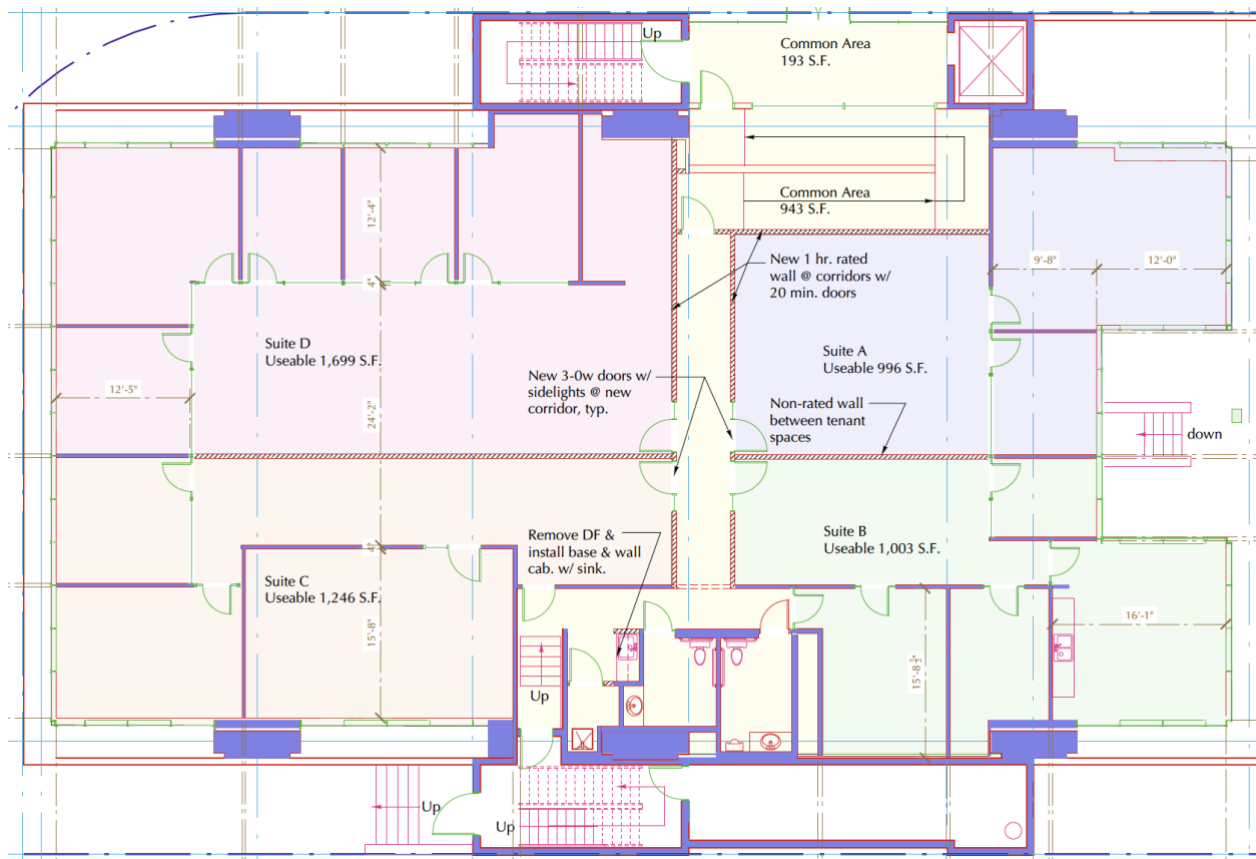 Up
Common Area
193 S.F.
Common Area
943 S.F.
12'-4"
New 1 hr. rated
wall @ corridors w/
20 min. doors
9'-8"
12'-0"
4"
Suite D
Useable 1,699 S.F.
Suite A
Useable 996 S.F.
New 3-0w doors w/
sidelights @ new
corridor, typ.
12'-5"
24'-2"
Non-rated wall
between tenant
spaces
down
Remove DF &
install base & wall
cab. w/ sink.
Suite B
Useable 1,003 S.F.
4"
Suite C
Useable 1,246 S.F.
15'-8"
16'-1"
15'-8 ½"
Up
Up
Up